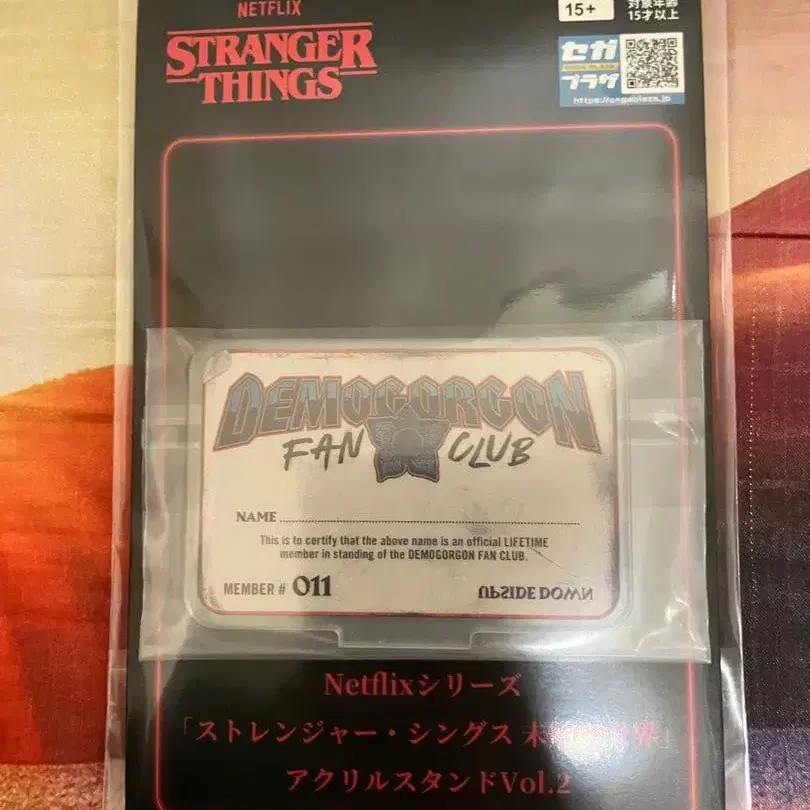 NETFLIX
STRANGER
THINGS
15+
対象年齢
15才以上
セガ
プラザ
DEMOGORGON
FAN CLUB
NAME
This is to certify that the above name is an official LIFETIME
member in standing of the DEMOGORGON FAN CLUB.
MEMBER # 011
UPSIDE DOWN
Netflixシリーズ
「ストレンジャー・シングス 未
」
アクリルスタンドVol.2